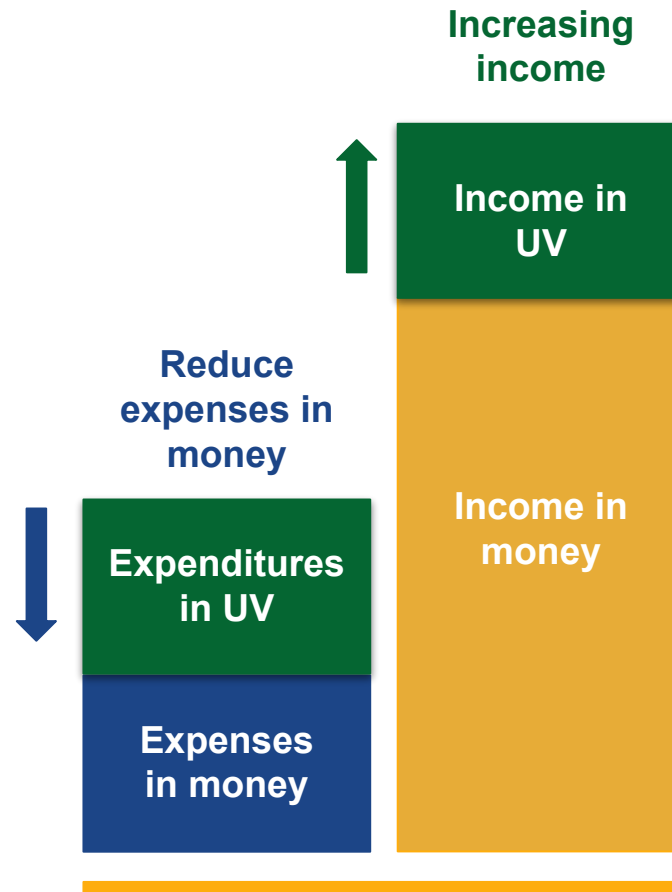 Increasing
income
Income in
UV
Reduce
expenses in
money
Income in
money
Expenditures
in UV
Expenses
in money